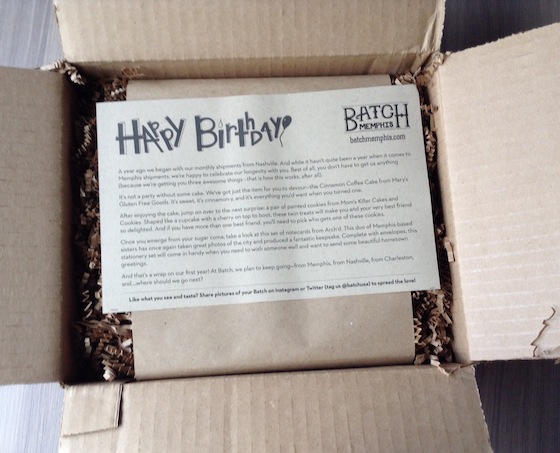 Happy Birthday!
BATCH
MEMPHIS
batchmemphis.com
A year ago we began with our monthly shipments from Nashville. And while it hasn't quite been a year when it comes to
Memphis shipments, we're happy to celebrate our longevity with you. Best of all, you don't have to get us anything
(because we're getting you three awesome things - that is how this works, after all).
It's not a party without some cake. We've got just the item for you to devour–the Cinnamon Coffee Cake from Mary's
Gluten Free Goods. It's sweet, it's cinnamony, and it's everything you'd want when you turned one.
After enjoying the cake, jump on over to the next surprise: a pair of painted cookies from Mom's Killer Cakes and
Cookies. Shaped like a cupcake with a cherry on top to boot, these twin treats will make you and your very best friend
so delighted. And if you have more than one best friend, you'll need to pick who gets one of these cookies.
Once you emerge from your sugar coma, take a look at this set of notecards from Arch'd. This duo of Memphis based
sisters has once again taken great photos of the city and produced a fantastic keepsake. Complete with envelopes, this
stationery set will come in handy when you need to with someone well and want to send some beautiful hometown
greetings.
And that's a wrap on our first year! At Batch, we plan to keep going–from Memphis, from Nashville, from Charleston,
and...where should we go next?
Like what you see and taste? Share pictures of your Batch on Instagram or Twitter (tag us @batchusa) to spread the love!